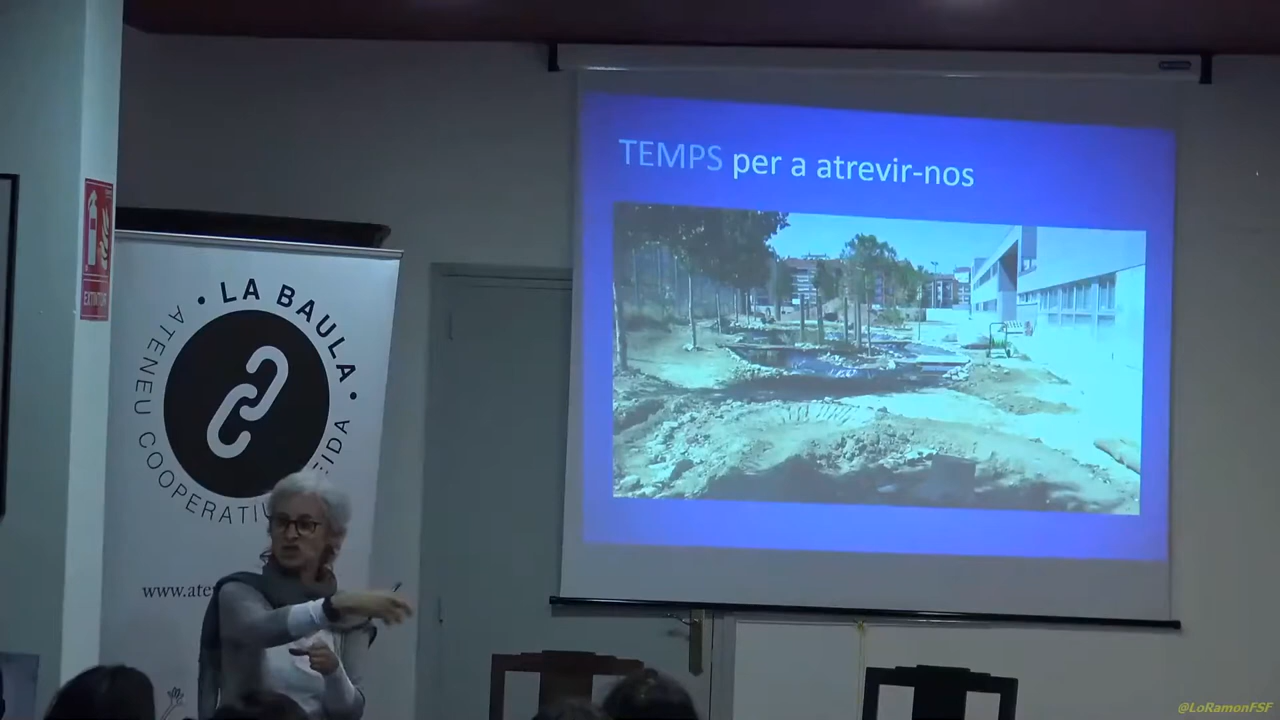 TEMPS per a atrevir-nos
EXTINTOR
• LA BAULA •
ATENEU COOPERATIU
www.ate
@LoRamonFSF